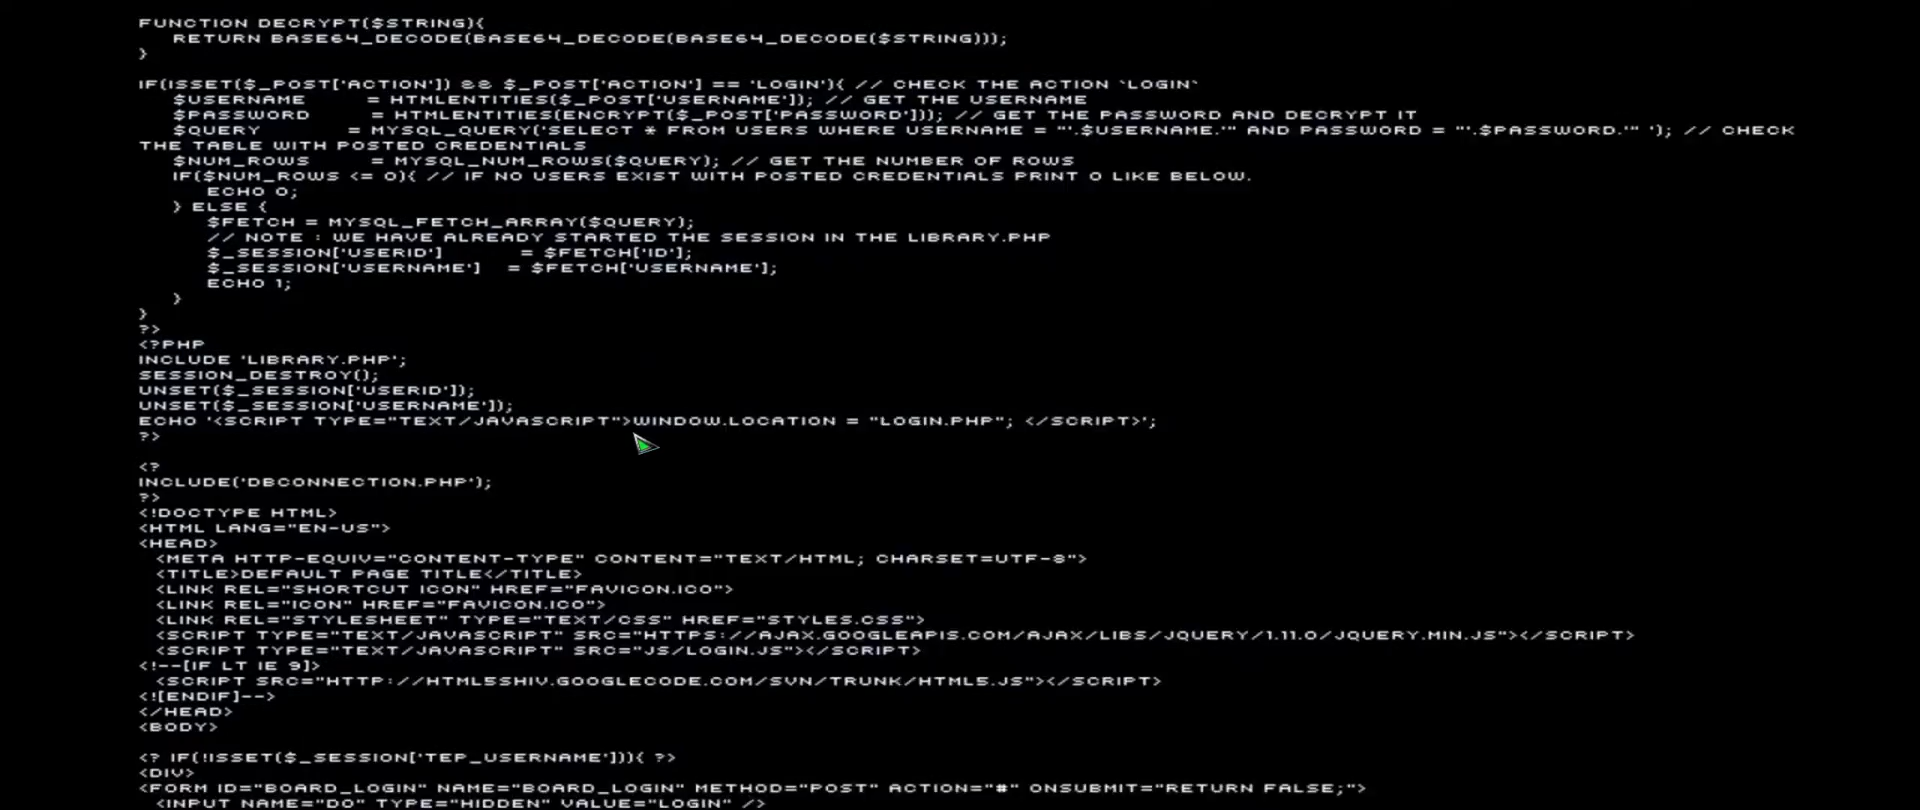 FUNCTION DECRYPT($STRING){
RETURN BASE64_DECODE(BASE64_DECODE(BASE64_DECODE($STRING)));
}
IF(ISSET($_POST['ACTION']) && $_POST['ACTION'] == 'LOGIN'){ // CHECK THE ACTION `LOGIN`
$USERNAME = HTMLENTITIES($_POST['USERNAME']); // GET THE USERNAME
$PASSWORD = HTMLENTITIES(ENCRYPT($_POST['PASSWORD'])); // GET THE PASSWORD AND DECRYPT IT
$QUERY = MYSQL_QUERY('SELECT * FROM USERS WHERE USERNAME = "'.$USERNAME.'" AND PASSWORD = "'.$PASSWORD.'" '); // CHECK
THE TABLE WITH POSTED CREDENTIALS
$NUM_ROWS = MYSQL_NUM_ROWS($QUERY); // GET THE NUMBER OF ROWS
IF($NUM_ROWS <= 0){ // IF NO USERS EXIST WITH POSTED CREDENTIALS PRINT 0 LIKE BELOW.
ECHO 0;
} ELSE {
$FETCH = MYSQL_FETCH_ARRAY($QUERY);
// NOTE : WE HAVE ALREADY STARTED THE SESSION IN THE LIBRARY.PHP
$_SESSION['USERID'] = $FETCH['ID'];
$_SESSION['USERNAME'] = $FETCH['USERNAME'];
ECHO 1;
}
}
?>
<?PHP
INCLUDE 'LIBRARY.PHP';
SESSION_DESTROY();
UNSET($_SESSION['USERID']);
UNSET($_SESSION['USERNAME']);
ECHO '<SCRIPT TYPE="TEXT/JAVASCRIPT">WINDOW.LOCATION = "LOGIN.PHP"; </SCRIPT>';
?>
<?
INCLUDE('DBCONNECTION.PHP');
?>
<!DOCTYPE HTML>
<HTML LANG="EN-US">
<HEAD>
<META HTTP-EQUIV="CONTENT-TYPE" CONTENT="TEXT/HTML; CHARSET=UTF-8">
<TITLE>DEFAULT PAGE TITLE</TITLE>
<LINK REL="SHORTCUT ICON" HREF="FAVICON.ICO">
<LINK REL="ICON" HREF="FAVICON.ICO">
<LINK REL="STYLESHEET" TYPE="TEXT/CSS" HREF="STYLES.CSS">
<SCRIPT TYPE="TEXT/JAVASCRIPT" SRC="HTTPS://AJAX.GOOGLEAPIS.COM/AJAX/LIBS/JQUERY/1.11.0/JQUERY.MIN.JS"></SCRIPT>
<SCRIPT TYPE="TEXT/JAVASCRIPT" SRC="JS/LOGIN.JS"></SCRIPT>
<!--[IF LT IE 9]>
<SCRIPT SRC="HTTP://HTML5SHIV.GOOGLECODE.COM/SVN/TRUNK/HTML5.JS"></SCRIPT>
<![ENDIF]-->
</HEAD>
<BODY>
<? IF(!ISSET($_SESSION['TEP_USERNAME'])){ ?>
<DIV>
<FORM ID="BOARD_LOGIN" NAME="BOARD_LOGIN" METHOD="POST" ACTION="#" ONSUBMIT="RETURN FALSE;">
<INPUT NAME="DO" TYPE="HIDDEN" VALUE="LOGIN" />